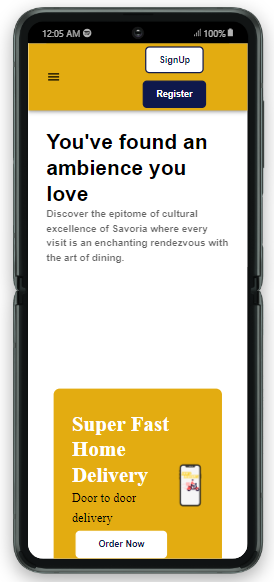 12:05 AM
100%
SignUp
Register
You've found an
ambience you
love
Discover the epitome of cultural
excellence of Savoria where every
visit is an enchanting rendezvous with
the art of dining.
Super Fast
Home
Delivery
Door to door
delivery
Order Now